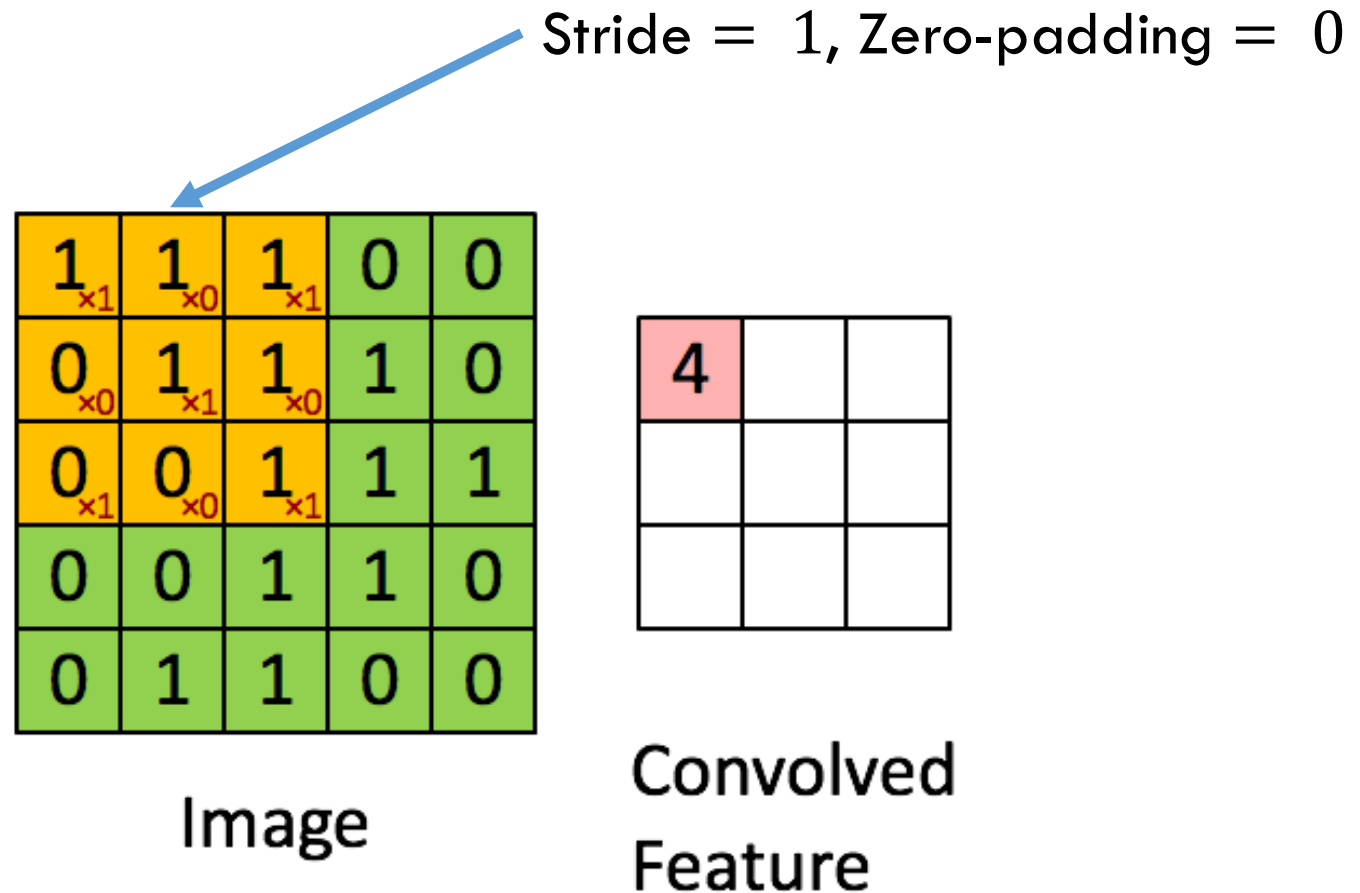 Stride = 1, Zero-padding = 0
1×1 1×0 1×1 0 0
0×0 1×1 1×0 1 0
0×1 0×0 1×1 1 1
0 0 1 1 0
0 1 1 0 0
4
Image
Convolved
Feature